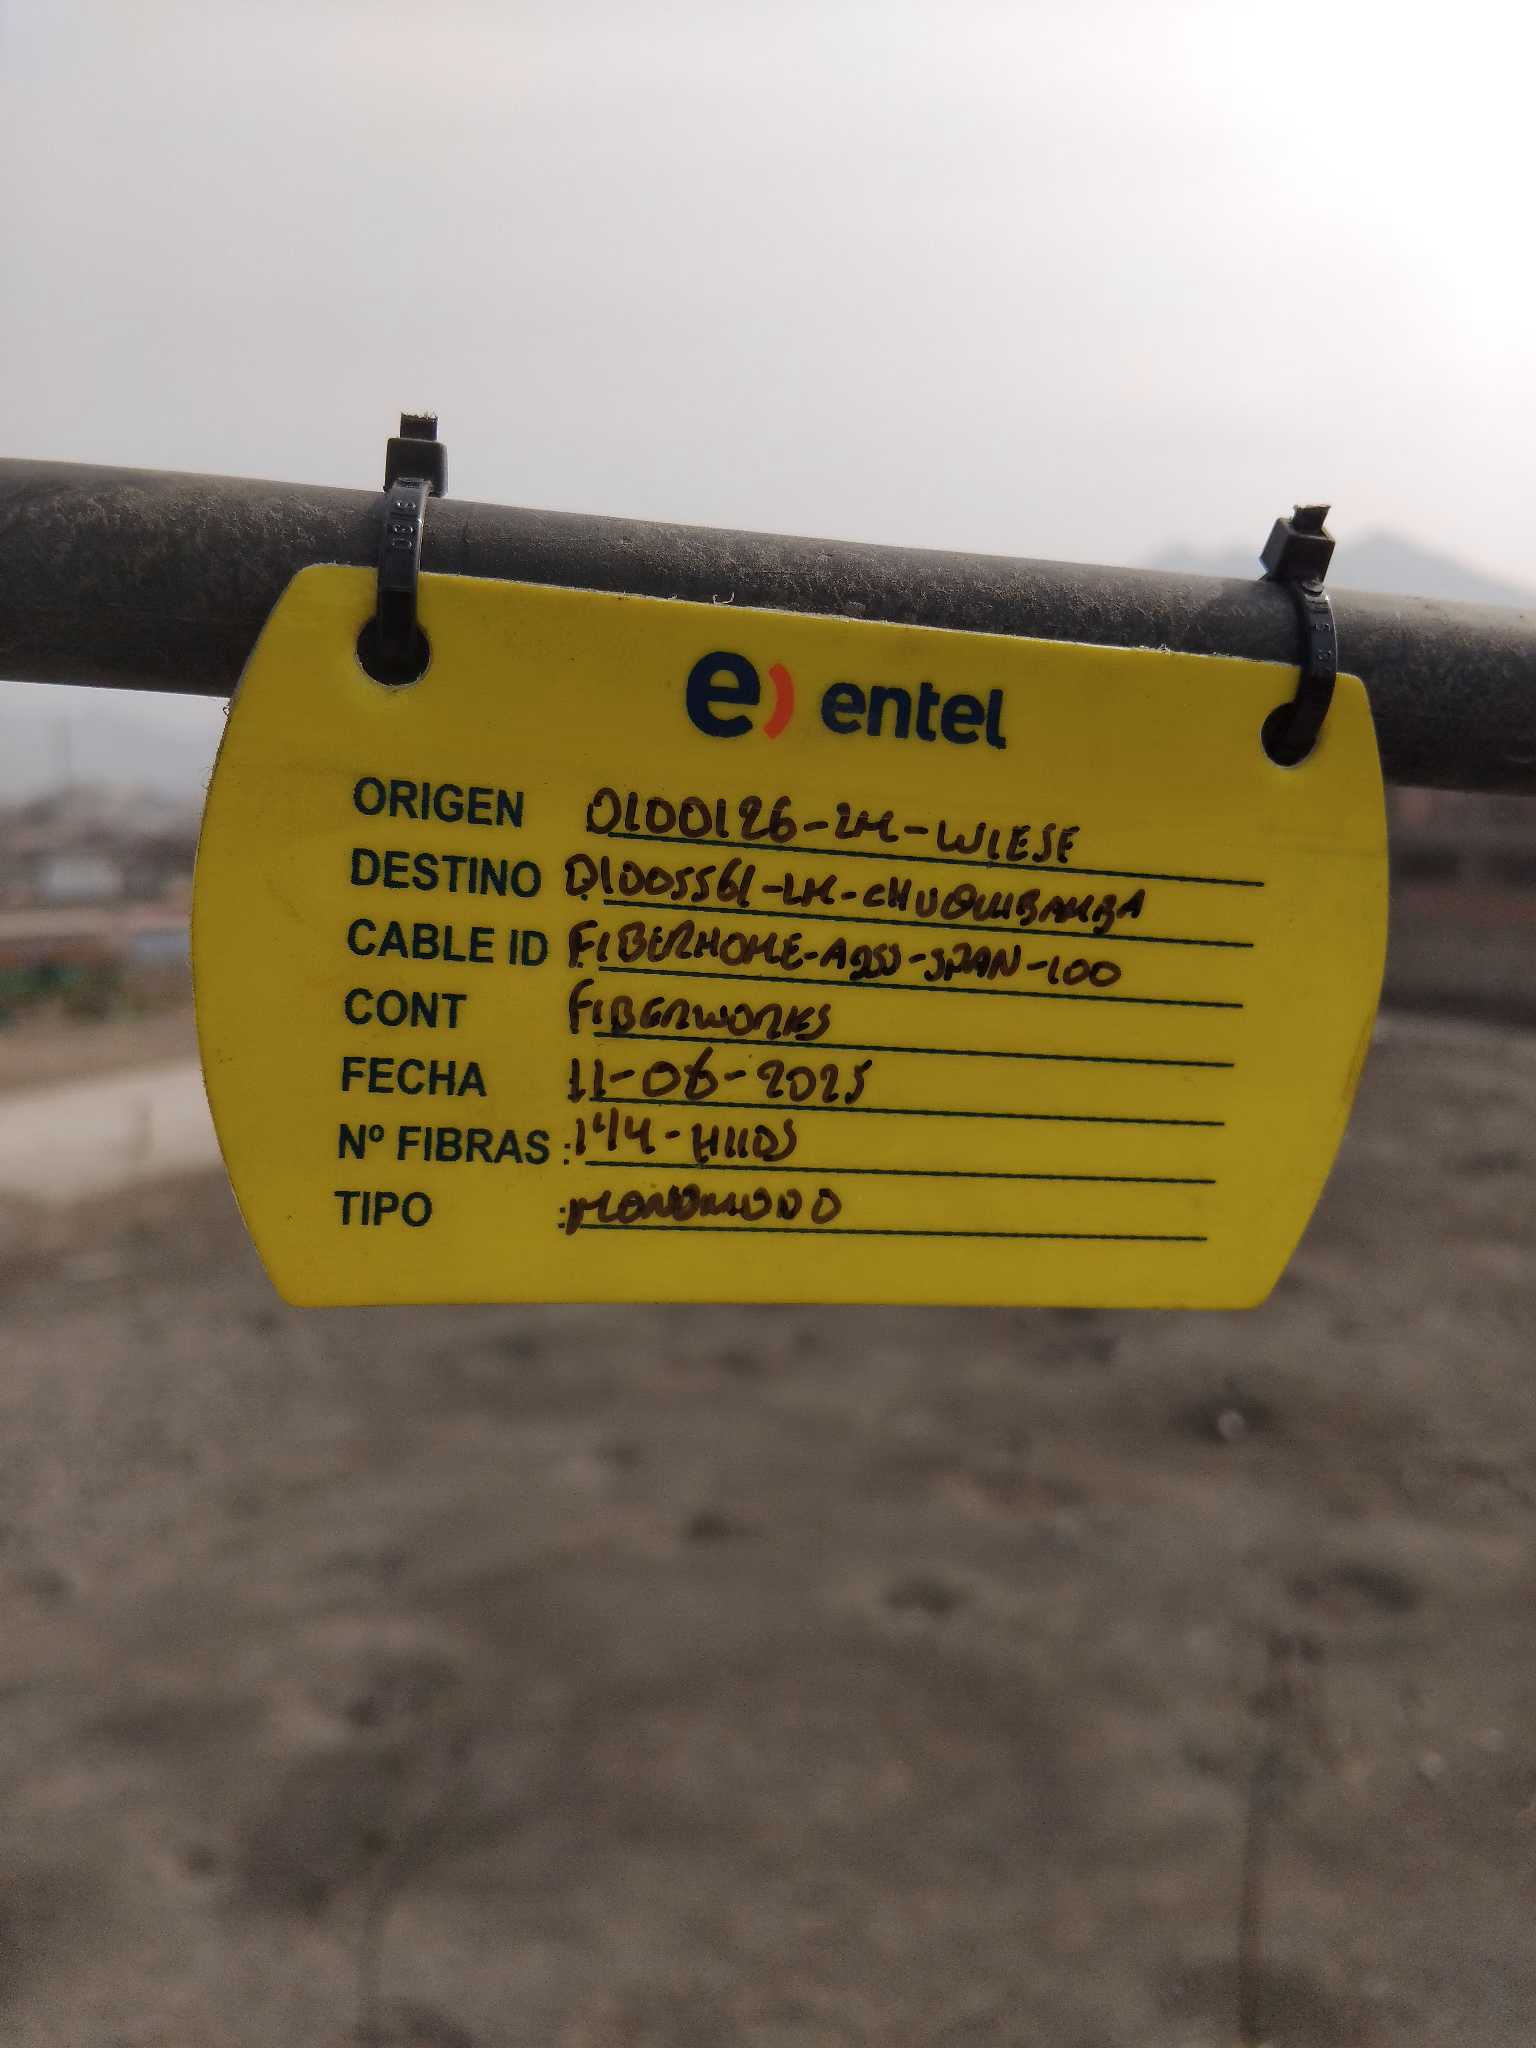 e) entel
ORIGEN 0100126-LM-WIESE
DESTINO 01005561-LM-CHUQUIBAMBA
CABLE ID FIBERHOME-ADSS-SPAN-100
CONT FIBERWORKS
FECHA 11-06-2025
Nº FIBRAS : 144-HILOS
TIPO : MONOMODO